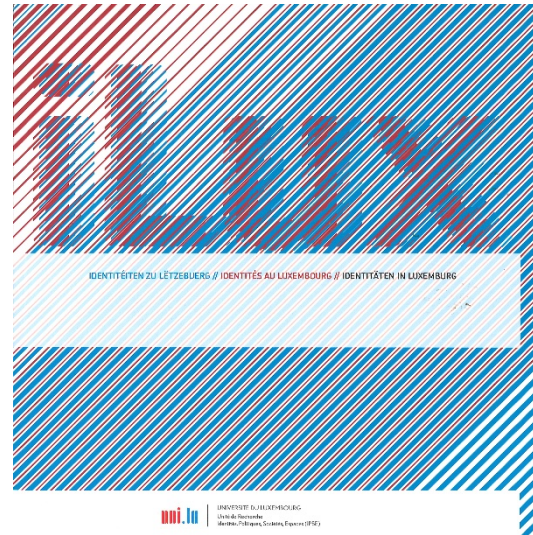 iLux
IDENTITÉITEN ZU LËTZEBUERG // IDENTITÉS AU LUXEMBOURG // IDENTITÄTEN IN LUXEMBURG
uni.lu
UNIVERSITÉ DU LUXEMBOURG
Unité de Recherche
Identités, Politiques, Sociétés, Espaces (IPSE)